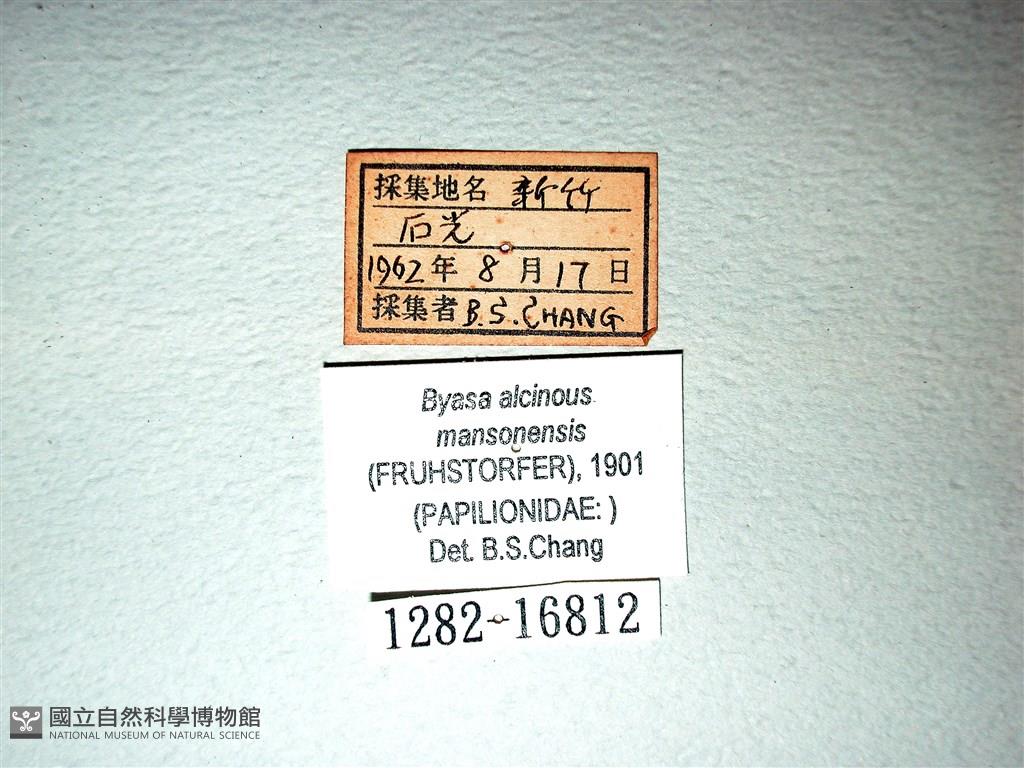 採集地名 新竹
石光
1962年 8月17日
採集者 B.S.CHANG
Byasa alcinous
mansonensis
(FRUHSTORFER), 1901
(PAPILIONIDAE: )
Det. B.S.Chang
1282-16812
國立自然科學博物館
NATIONAL MUSEUM OF NATURAL SCIENCE